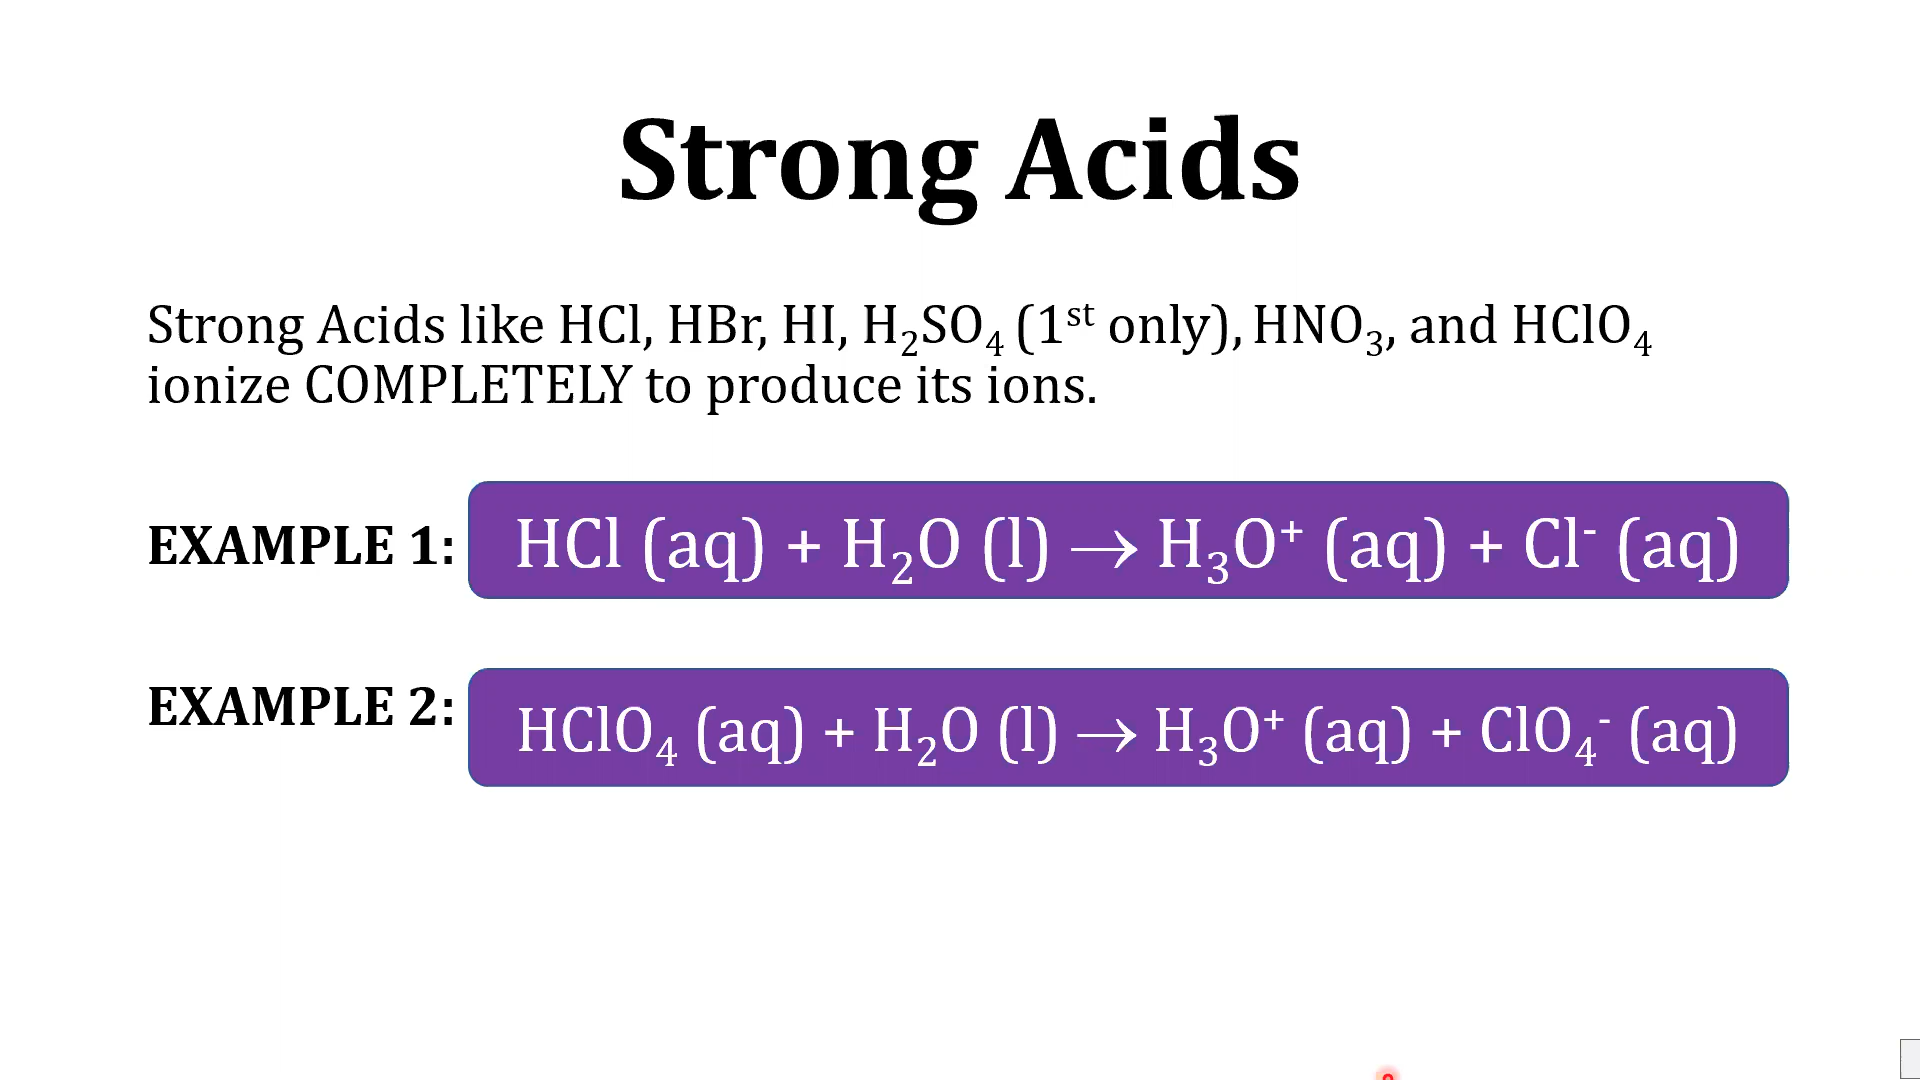 Strong Acids
Strong Acids like HCl, HBr, HI, H₂SO₄ (1ˢᵗ only), HNO₃, and HClO₄
ionize COMPLETELY to produce its ions.
EXAMPLE 1: HCl (aq) + H₂O (l) → H₃O⁺ (aq) + Cl⁻ (aq)
EXAMPLE 2: HClO₄ (aq) + H₂O (l) → H₃O⁺ (aq) + ClO₄⁻ (aq)